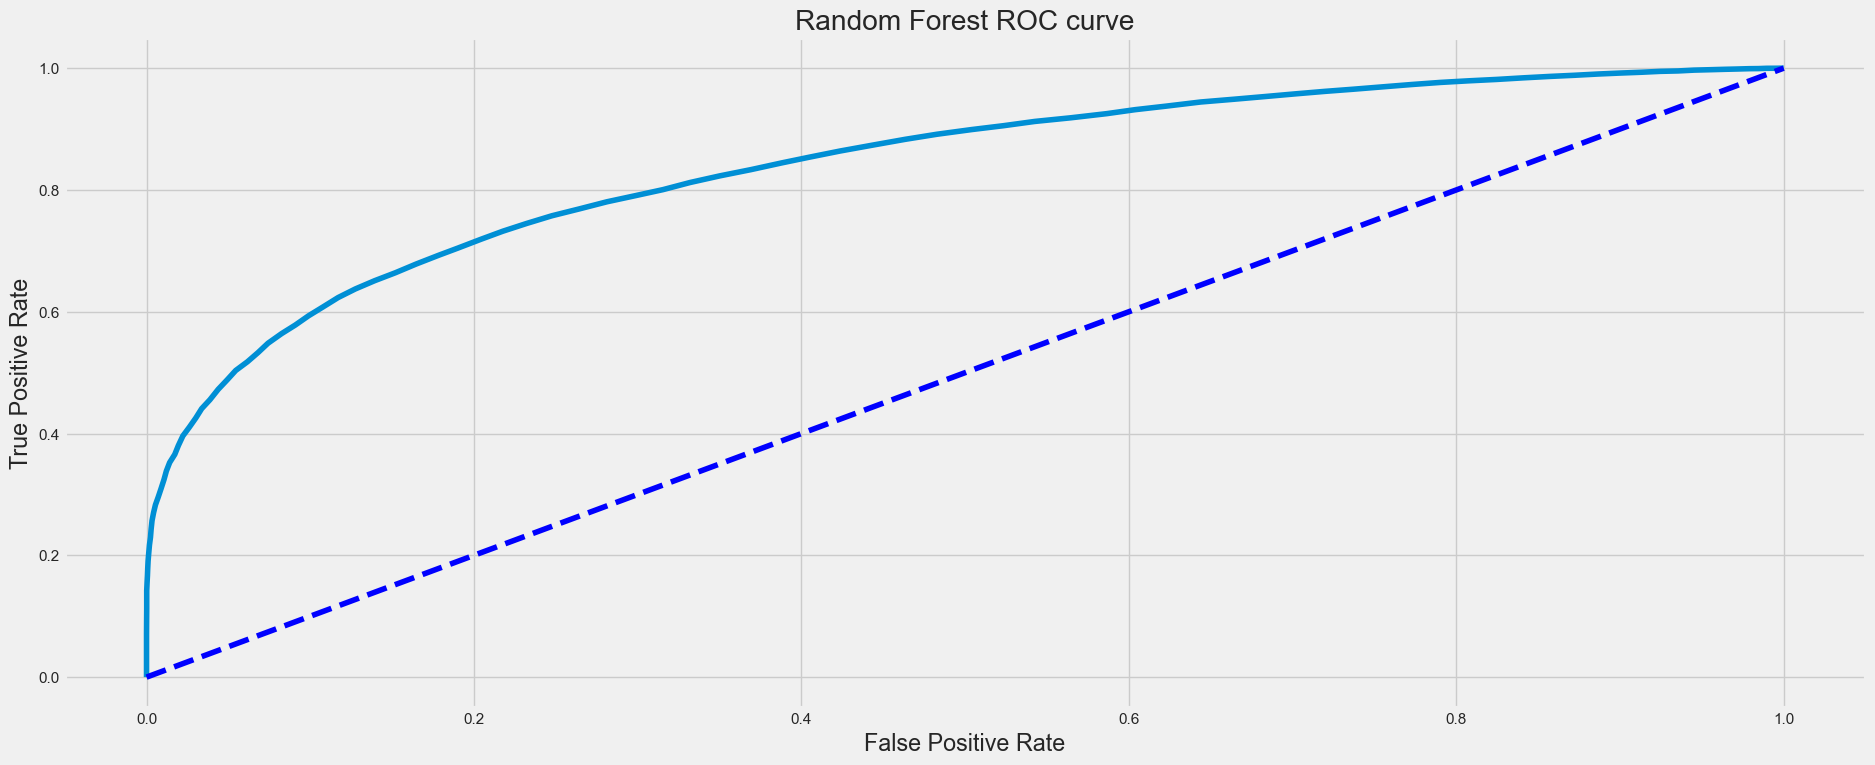 Random Forest ROC curve
1.0
0.8
0.6
0.4
0.2
0.0
True Positive Rate
0.0 0.2 0.4 0.6 0.8 1.0
False Positive Rate